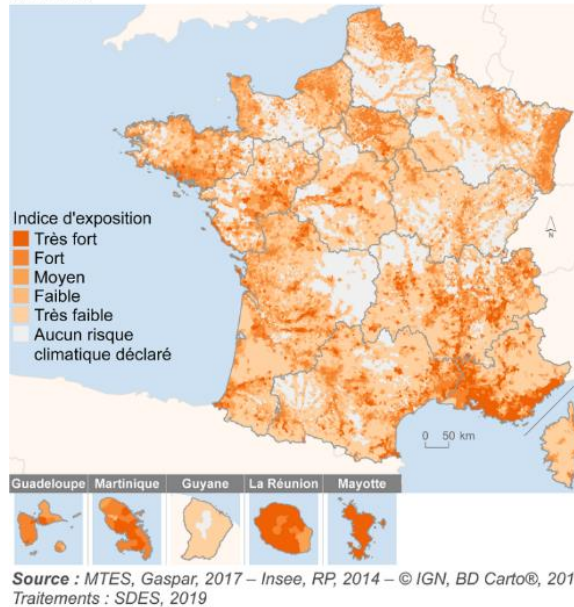 Indice d'exposition
Très fort
Fort
Moyen
Faible
Très faible
Aucun risque
climatique déclaré
N
0 50 km
Guadeloupe Martinique Guyane La Réunion Mayotte
Source : MTES, Gaspar, 2017 – Insee, RP, 2014 – © IGN, BD Carto®, 201
Traitements : SDES, 2019